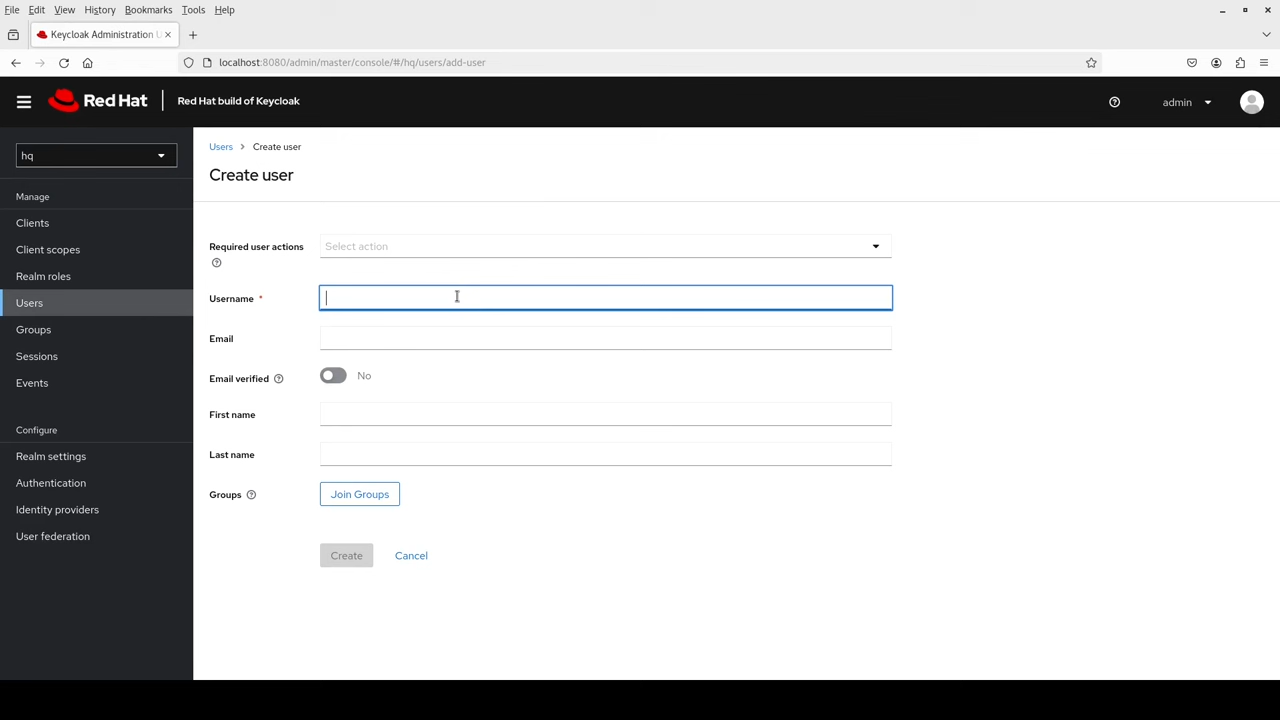 File Edit View History Bookmarks Tools Help
Keycloak Administration U
localhost:8080/admin/master/console/#/hq/users/add-user
Red Hat
Red Hat build of Keycloak
admin
hq
Manage
Clients
Client scopes
Realm roles
Users
Groups
Sessions
Events
Configure
Realm settings
Authentication
Identity providers
User federation
Users > Create user
Create user
Required user actions
Select action
Username *
Email
Email verified
No
First name
Last name
Groups
Join Groups
Create
Cancel